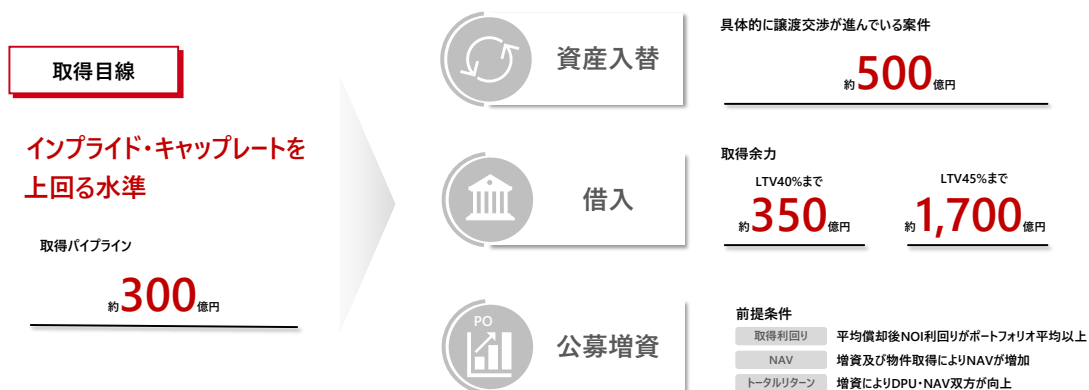 取得目線
インプライド・キャップレートを
上回る水準
取得パイプライン
約300億円
資産入替
具体的に譲渡交渉が進んでいる案件
約500億円
借入
取得余力
LTV40%まで
約350億円
LTV45%まで
約1,700億円
PO
公募増資
前提条件
取得利回り 平均償却後NOI利回りがポートフォリオ平均以上
NAV 増資及び物件取得によりNAVが増加
トータルリターン 増資によりDPU・NAV双方が向上